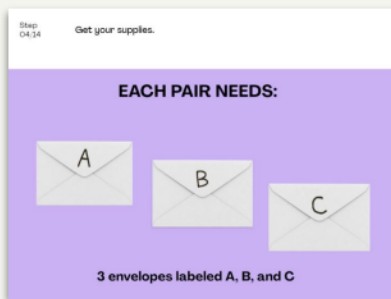 Step
04/14
Get your supplies.
EACH PAIR NEEDS:
A
B
C
3 envelopes labeled A, B, and C